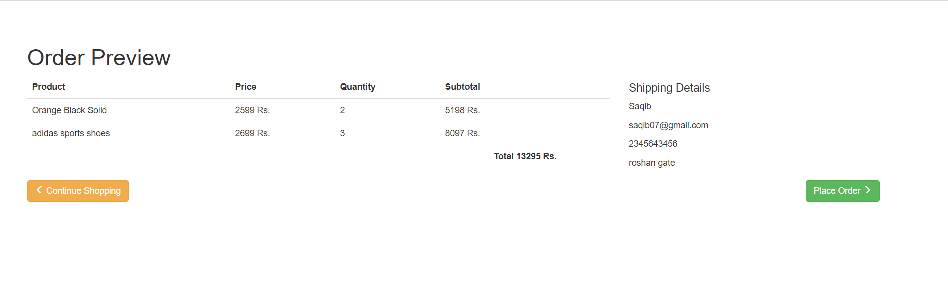 Order Preview
Product Price Quantity Subtotal
Orange Black Solid 2599 Rs. 2 5198 Rs.
adidas sports shoes 2699 Rs. 3 8097 Rs.
Total 13295 Rs.
Shipping Details
Saqib
saqib07@gmail.com
2345643456
roshan gate
Continue Shopping
Place Order